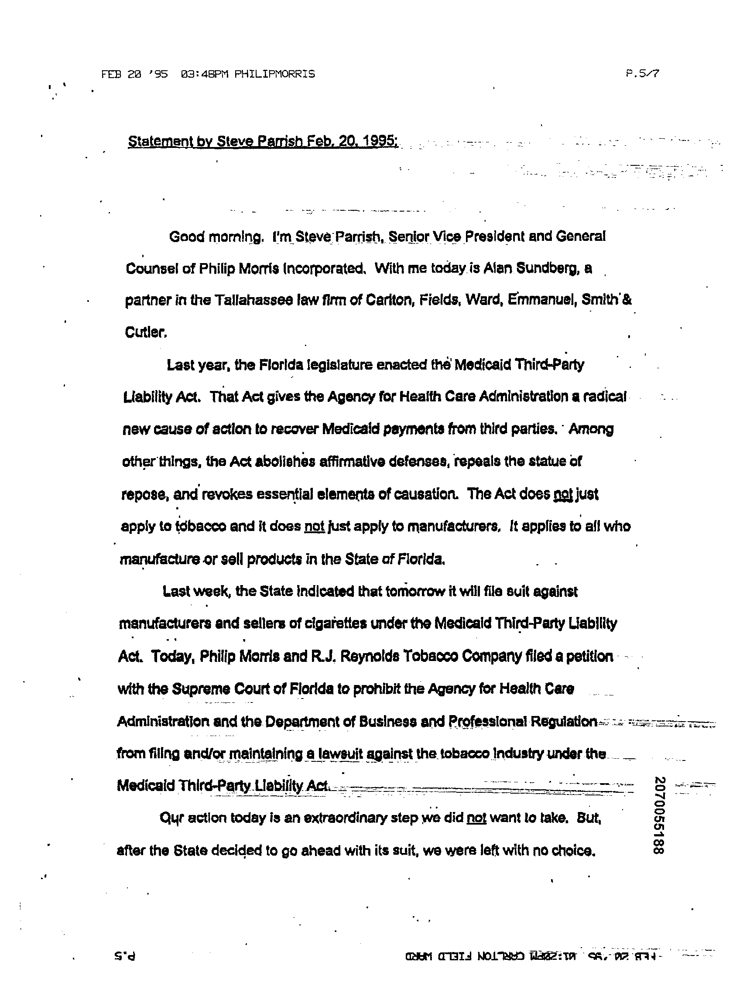 FEB 20 '95 03:48PM PHILIPMORRIS P.5/7
Statement by Steve Parrish Feb. 20, 1995:
Good morning. I'm Steve Parrish, Senior Vice President and General
Counsel of Philip Morris Incorporated. With me today is Alan Sundberg, a
partner in the Tallahassee law firm of Carlton, Fields, Ward, Emmanuel, Smith &
Cutler.
Last year, the Florida legislature enacted the Medicaid Third-Party
Liability Act. That Act gives the Agency for Health Care Administration a radical
new cause of action to recover Medicaid payments from third parties. Among
other things, the Act abolishes affirmative defenses, repeals the statue of
repose, and revokes essential elements of causation. The Act does not just
apply to tobacco and it does not just apply to manufacturers. It applies to all who
manufacture or sell products in the State of Florida.
Last week, the State indicated that tomorrow it will file suit against
manufacturers and sellers of cigarettes under the Medicaid Third-Party Liability
Act. Today, Philip Morris and R.J. Reynolds Tobacco Company filed a petition
with the Supreme Court of Florida to prohibit the Agency for Health Care
Administration and the Department of Business and Professional Regulation
from filing and/or maintaining a lawsuit against the tobacco industry under the
Medicaid Third-Party Liability Act.
Our action today is an extraordinary step we did not want to take. But,
after the State decided to go ahead with its suit, we were left with no choice.
2070055188
P.5
FEB 20 '95 01:20PM CARLTON FIELD WARD